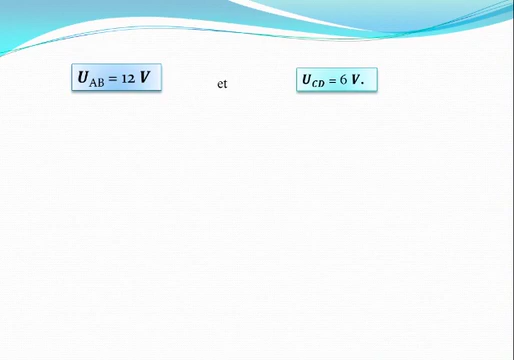 U_AB = 12 V et U_CD = 6 V.